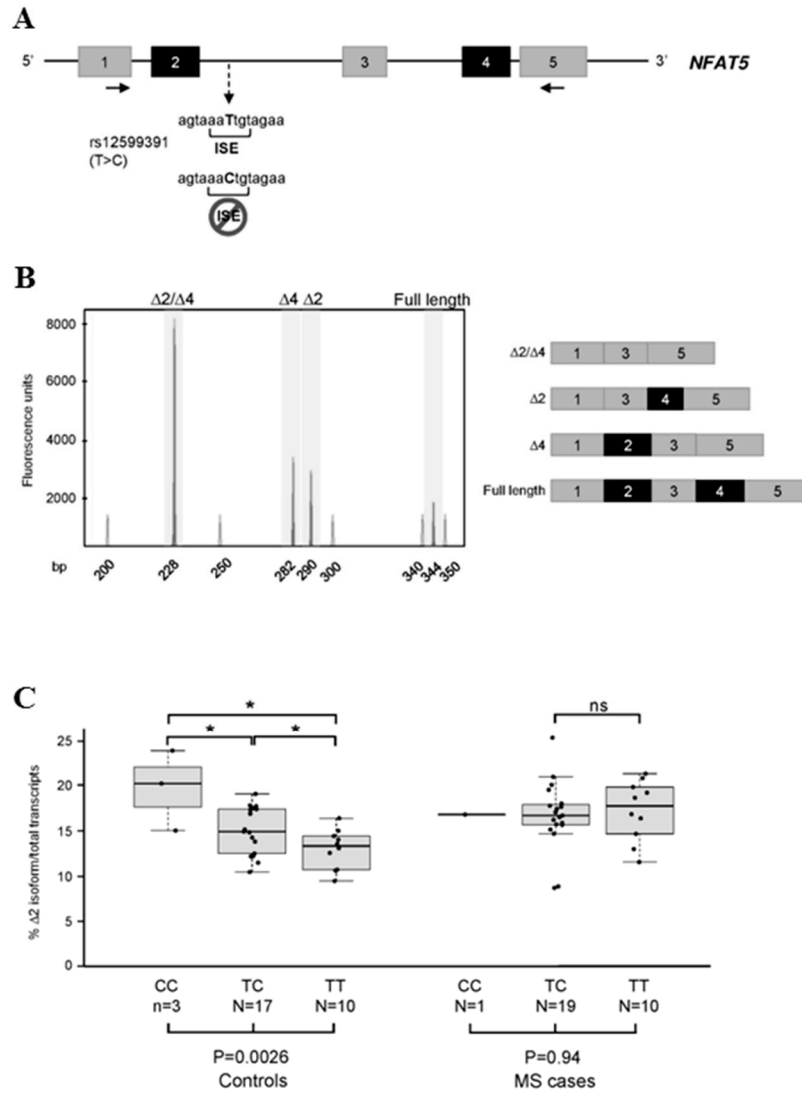 A
5' 1 2 3 4 5 3' NFAT5
rs12599391
(T>C)
agtaaaTtgtagaa
ISE
agtaaaCtgtagaa
ISE
B
Δ2/Δ4 Δ4 Δ2 Full length
Fluorescence units
8000
6000
4000
2000
bp 200 228 250 282 290 300 340 344 350
Δ2/Δ4 1 3 5
Δ2 1 3 4 5
Δ4 1 2 3 5
Full length 1 2 3 4 5
C
% Δ2 isoform/total transcripts
25
20
15
10
5
0
* * *
ns
CC TC TT CC TC TT
n=3 N=17 N=10 N=1 N=19 N=10
P=0.0026 P=0.94
Controls MS cases